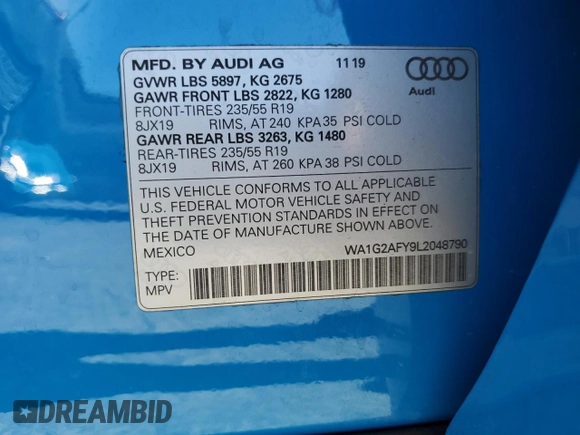 MFD. BY AUDI AG 11 19
GVWR LBS 5897, KG 2675
GAWR FRONT LBS 2822, KG 1280
FRONT-TIRES 235/55 R19
8JX19 RIMS, AT 240 KPA 35 PSI COLD
GAWR REAR LBS 3263, KG 1480
REAR-TIRES 235/55 R19
8JX19 RIMS, AT 260 KPA 38 PSI COLD
Audi
THIS VEHICLE CONFORMS TO ALL APPLICABLE
U.S. FEDERAL MOTOR VEHICLE SAFETY AND
THEFT PREVENTION STANDARDS IN EFFECT ON
THE DATE OF MANUFACTURE SHOWN ABOVE.
MEXICO WA1G2AFY9L2048790
TYPE:
MPV
DREAMBID